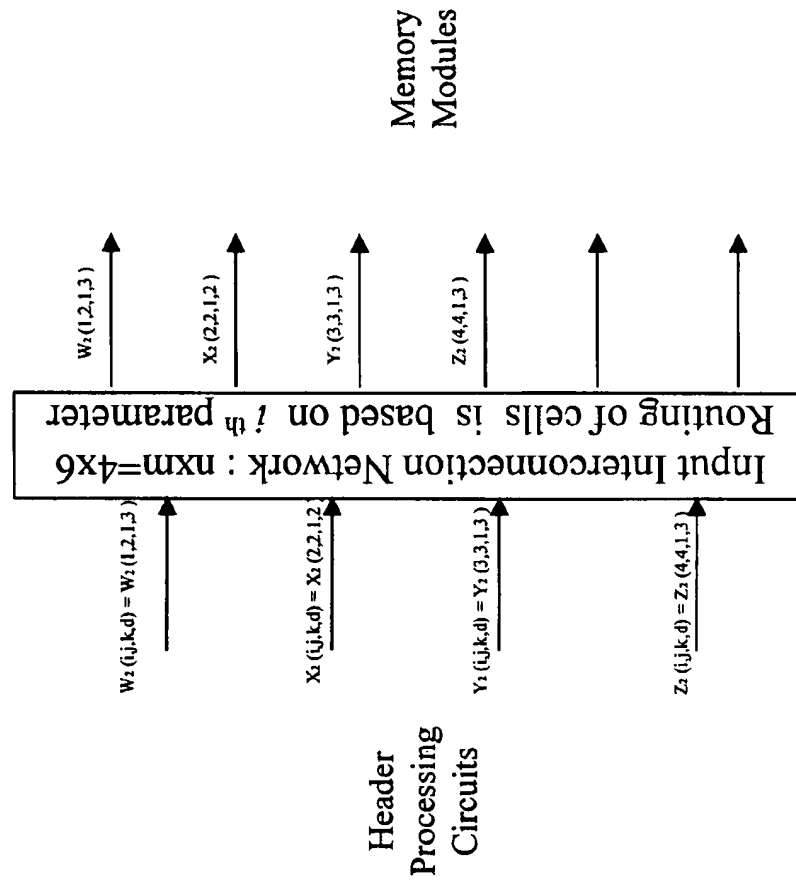 Header
Processing
Circuits
W₂ (i,j,k,d) = W₂ (1,2,1,3)
X₂ (i,j,k,d) = X₂ (2,2,1,2)
Y₂ (i,j,k,d) = Y₂ (3,3,1,3)
Z₂ (i,j,k,d) = Z₂ (4,4,1,3)
Input Interconnection Network : nxm=4x6
Routing of cells is based on i th parameter
W₂ (1,2,1,3)
X₂ (2,2,1,2)
Y₂ (3,3,1,3)
Z₂ (4,4,1,3)
Memory
Modules